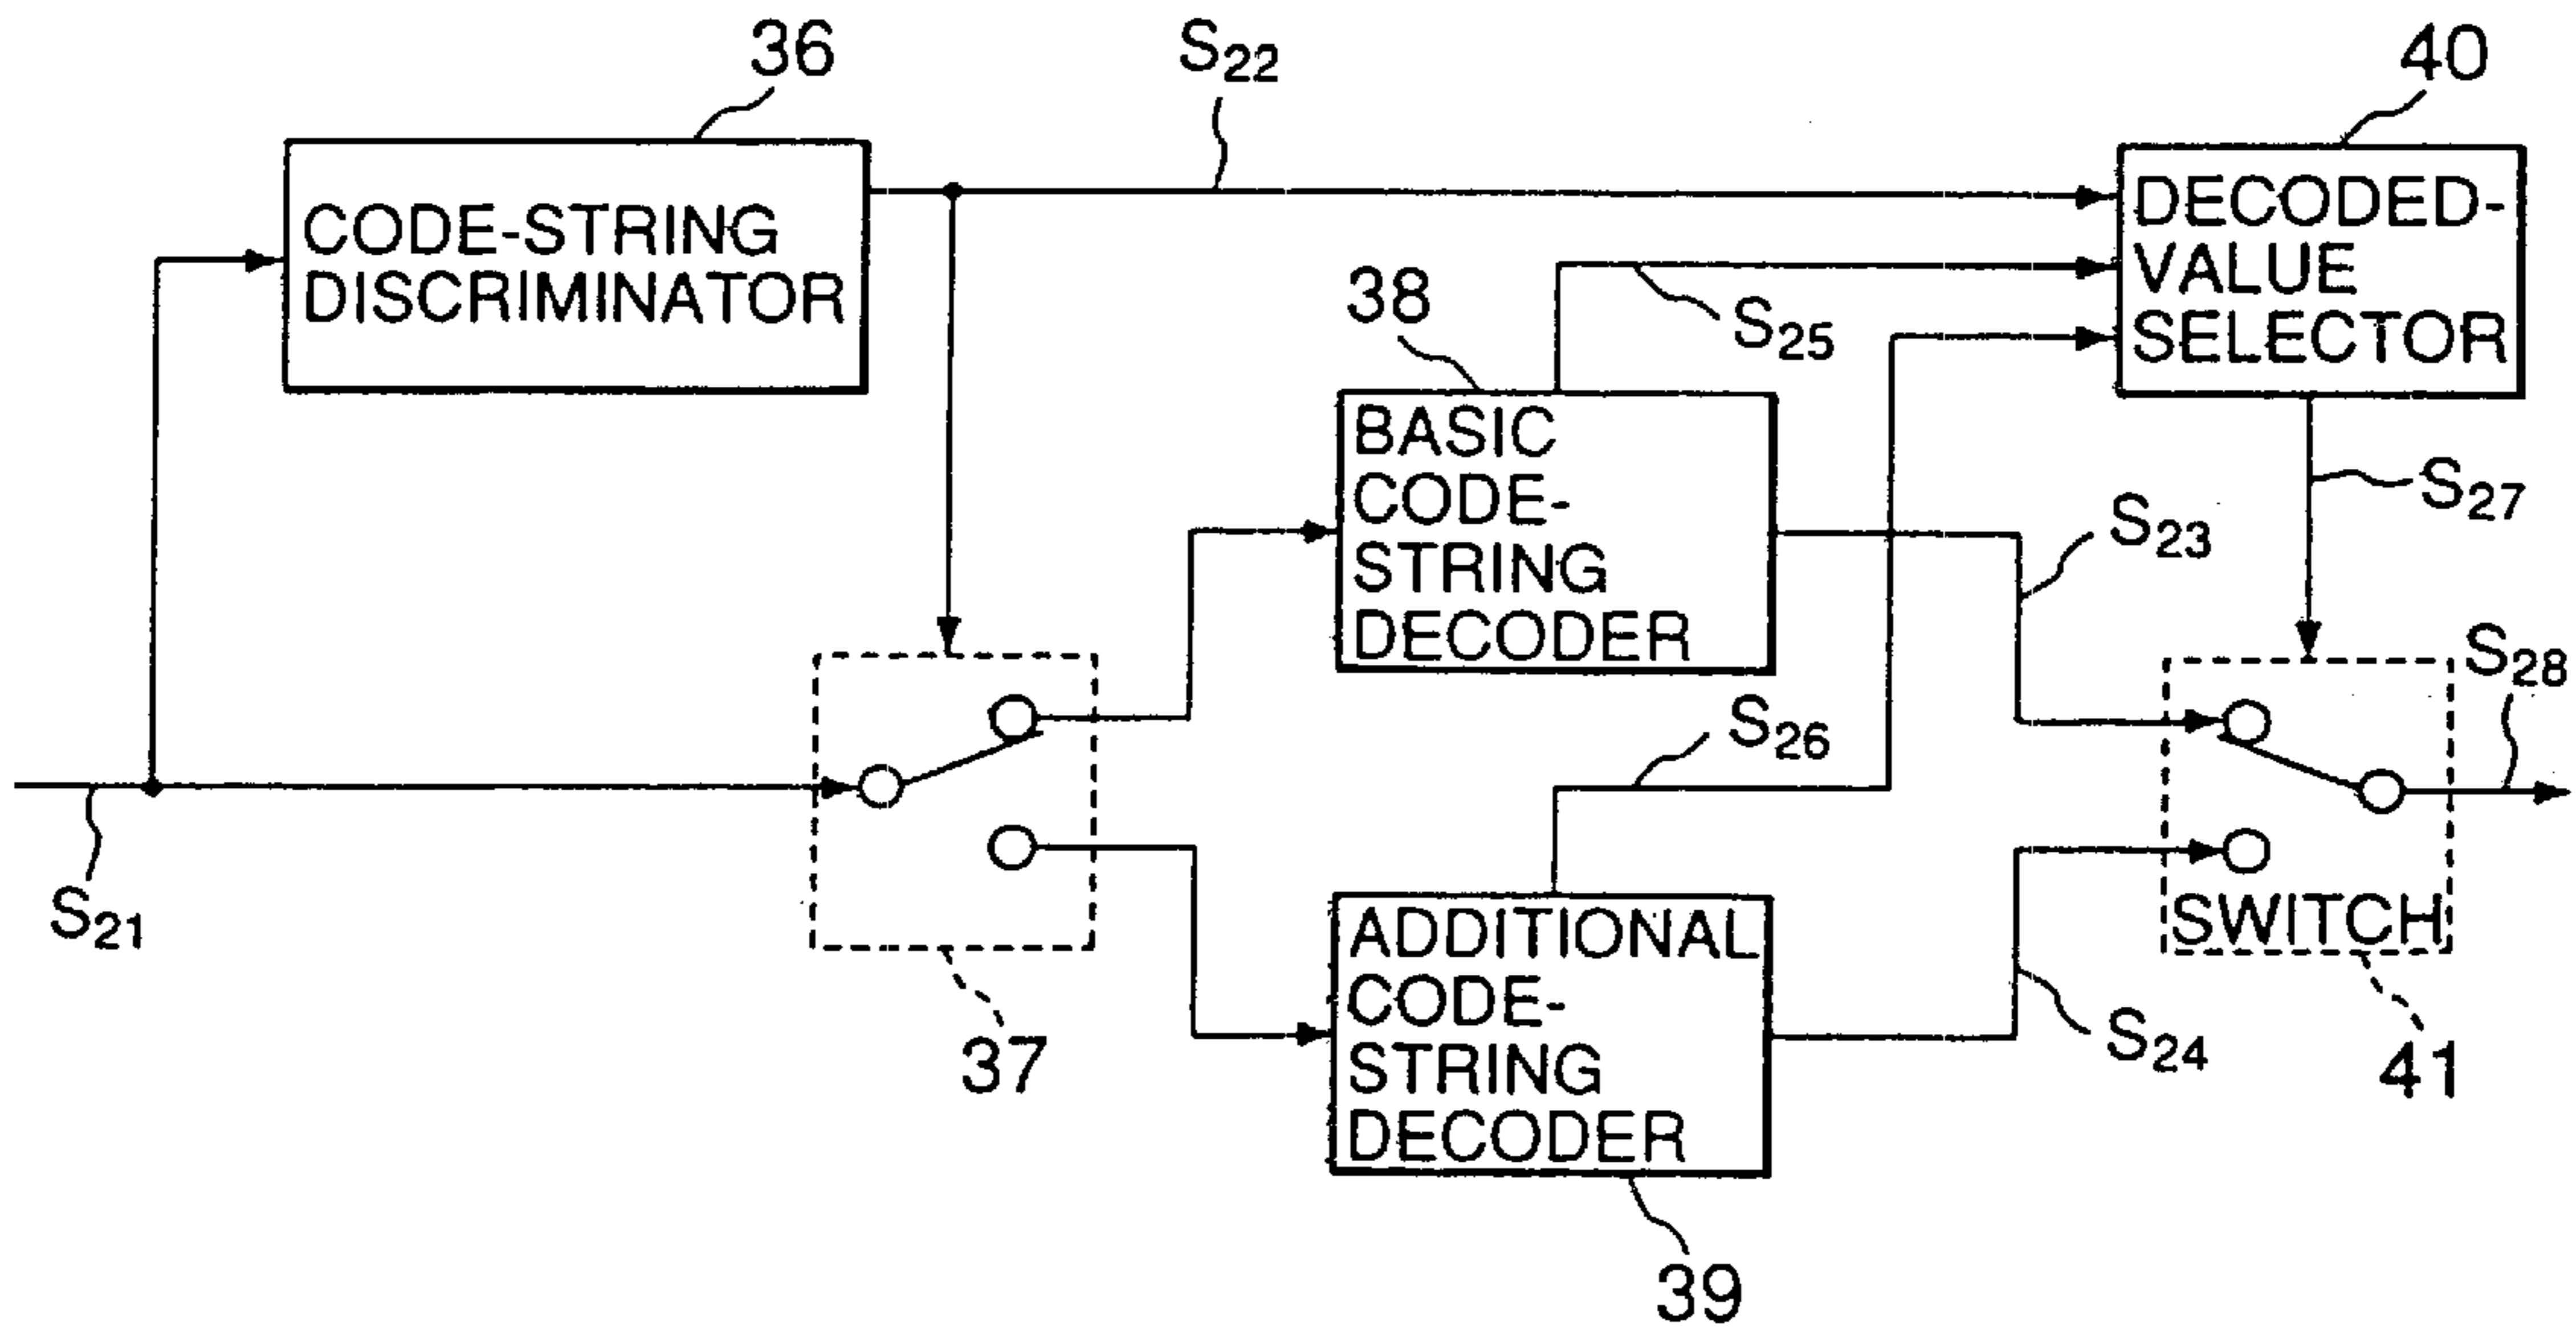 36
S22
40
CODE-STRING
DISCRIMINATOR
DECODED-
VALUE
SELECTOR
38
S25
BASIC
CODE-
STRING
DECODER
S27
S23
S28
S26
S21
ADDITIONAL
CODE-
STRING
DECODER
SWITCH
37
S24
41
39